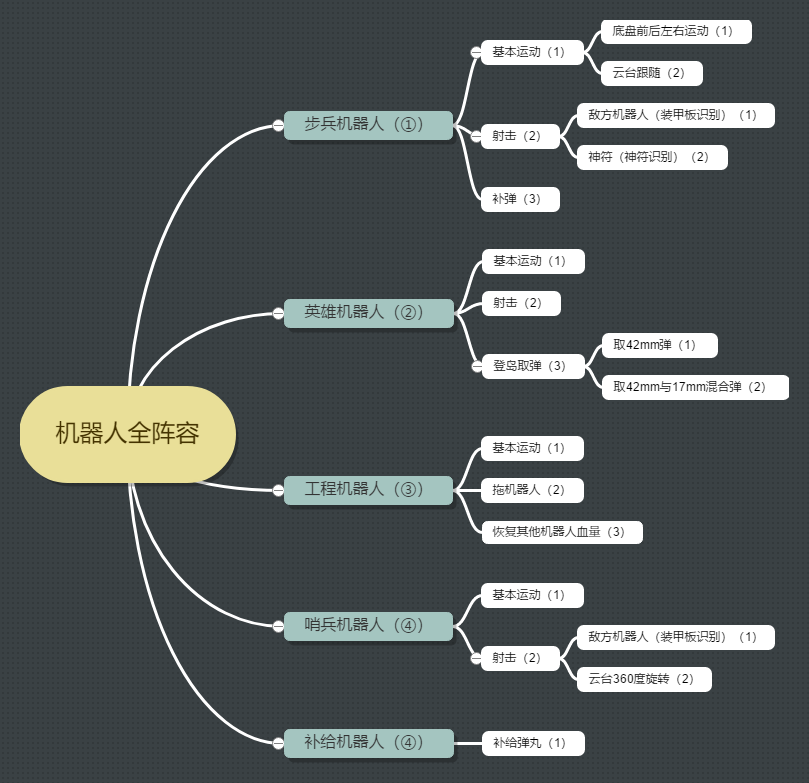 机器人全阵容
步兵机器人（①）
基本运动（1）
底盘前后左右运动（1）
云台跟随（2）
射击（2）
敌方机器人（装甲板识别）（1）
神符（神符识别）（2）
补弹（3）
英雄机器人（②）
基本运动（1）
射击（2）
登岛取弹（3）
取42mm弹（1）
取42mm与17mm混合弹（2）
工程机器人（③）
基本运动（1）
拖机器人（2）
恢复其他机器人血量（3）
哨兵机器人（④）
基本运动（1）
射击（2）
敌方机器人（装甲板识别）（1）
云台360度旋转（2）
补给机器人（④）
补给弹丸（1）